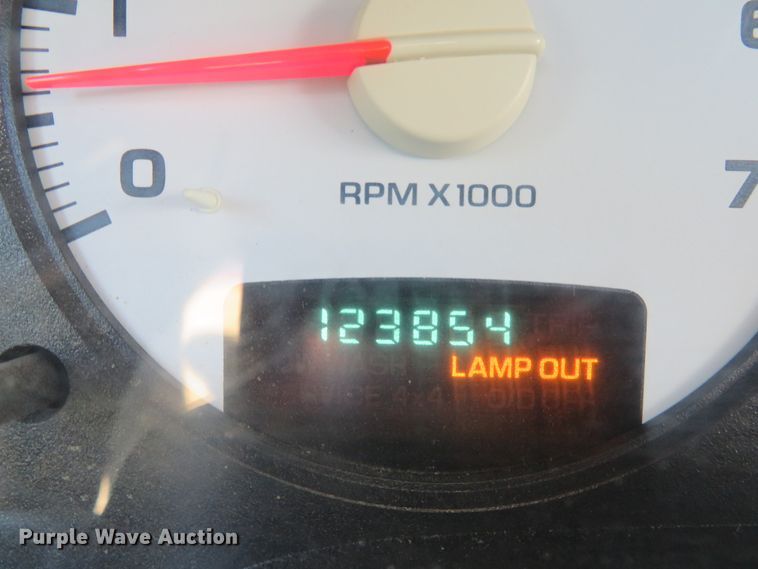 1
6
0
7
RPM X1000
123854
LAMP OUT
Purple Wave Auction